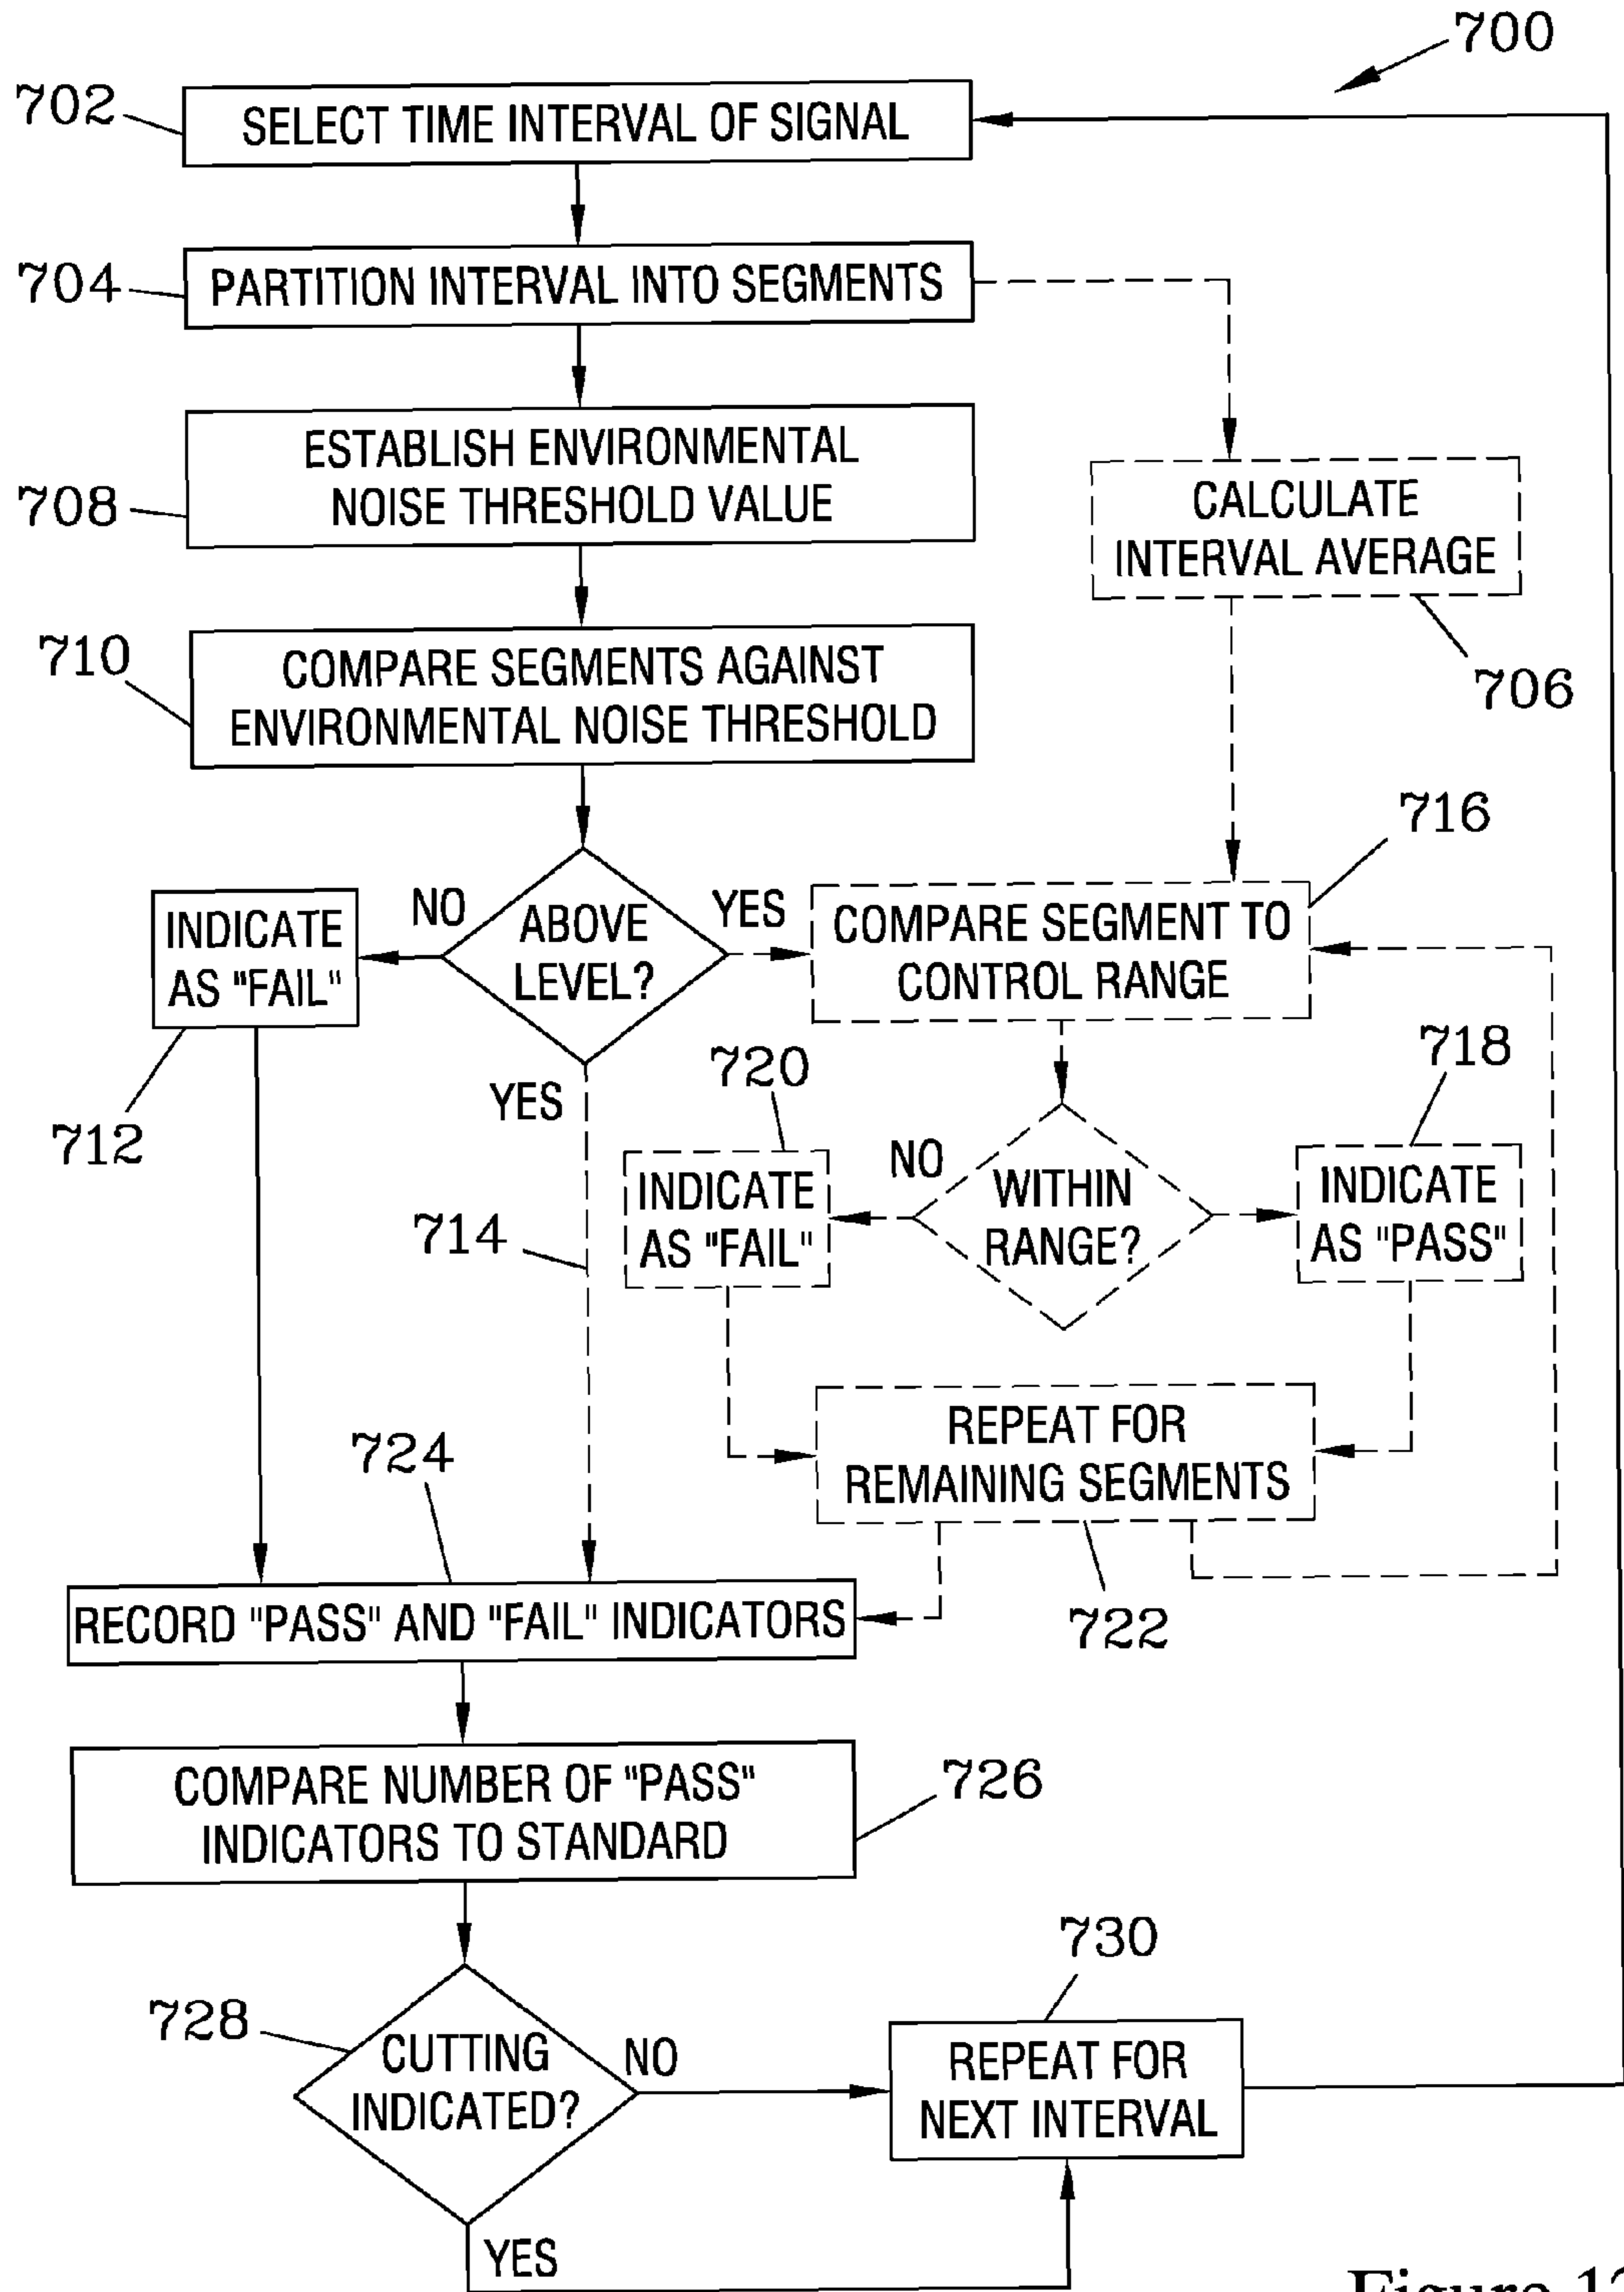 700
702
SELECT TIME INTERVAL OF SIGNAL
704
PARTITION INTERVAL INTO SEGMENTS
708
ESTABLISH ENVIRONMENTAL
NOISE THRESHOLD VALUE
CALCULATE
INTERVAL AVERAGE
706
710
COMPARE SEGMENTS AGAINST
ENVIRONMENTAL NOISE THRESHOLD
716
INDICATE
AS "FAIL"
712
NO
ABOVE
LEVEL?
YES
COMPARE SEGMENT TO
CONTROL RANGE
YES
714
720
INDICATE
AS "FAIL"
NO
WITHIN
RANGE?
718
INDICATE
AS "PASS"
REPEAT FOR
REMAINING SEGMENTS
722
724
RECORD "PASS" AND "FAIL" INDICATORS
COMPARE NUMBER OF "PASS"
INDICATORS TO STANDARD
726
728
CUTTING
INDICATED?
NO
730
REPEAT FOR
NEXT INTERVAL
YES
Figure